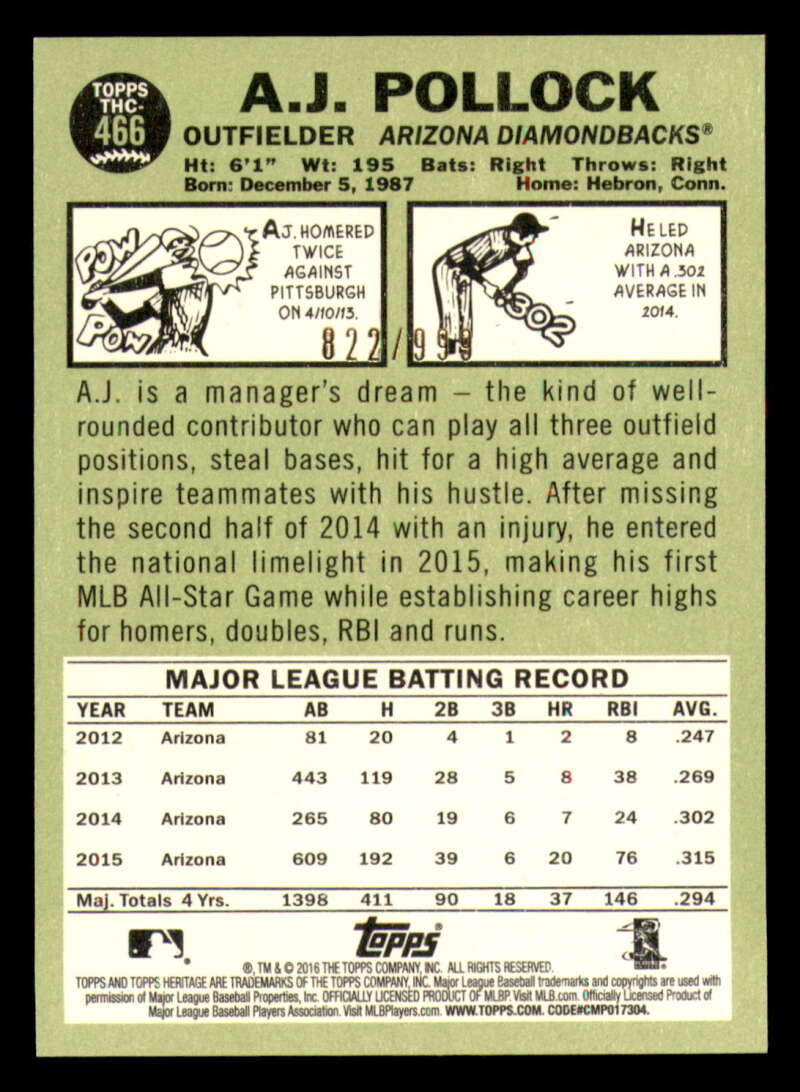 TOPPS
THC-
466
A.J. POLLOCK
OUTFIELDER ARIZONA DIAMONDBACKS®
Ht: 6'1" Wt: 195 Bats: Right Throws: Right
Born: December 5, 1987 Home: Hebron, Conn.
POW
POW
A.J. HOMERED
TWICE
AGAINST
PITTSBURGH
ON 4/10/13.
.302
HE LED
ARIZONA
WITH A .302
AVERAGE IN
2014.
822/999
A.J. is a manager's dream – the kind of well-
rounded contributor who can play all three outfield
positions, steal bases, hit for a high average and
inspire teammates with his hustle. After missing
the second half of 2014 with an injury, he entered
the national limelight in 2015, making his first
MLB All-Star Game while establishing career highs
for homers, doubles, RBI and runs.
MAJOR LEAGUE BATTING RECORD
YEAR TEAM AB H 2B 3B HR RBI AVG.
2012 Arizona 81 20 4 1 2 8 .247
2013 Arizona 443 119 28 5 8 38 .269
2014 Arizona 265 80 19 6 7 24 .302
2015 Arizona 609 192 39 6 20 76 .315
Maj. Totals 4 Yrs. 1398 411 90 18 37 146 .294
Topps®
®, TM & © 2016 THE TOPPS COMPANY, INC. ALL RIGHTS RESERVED.
TOPPS AND TOPPS HERITAGE ARE TRADEMARKS OF THE TOPPS COMPANY, INC. Major League Baseball trademarks and copyrights are used with
permission of Major League Baseball Properties, Inc. OFFICIALLY LICENSED PRODUCT OF MLBP. Visit MLB.com. Officially Licensed Product of
Major League Baseball Players Association. Visit MLBPlayers.com. WWW.TOPPS.COM. CODE#CMP017304.